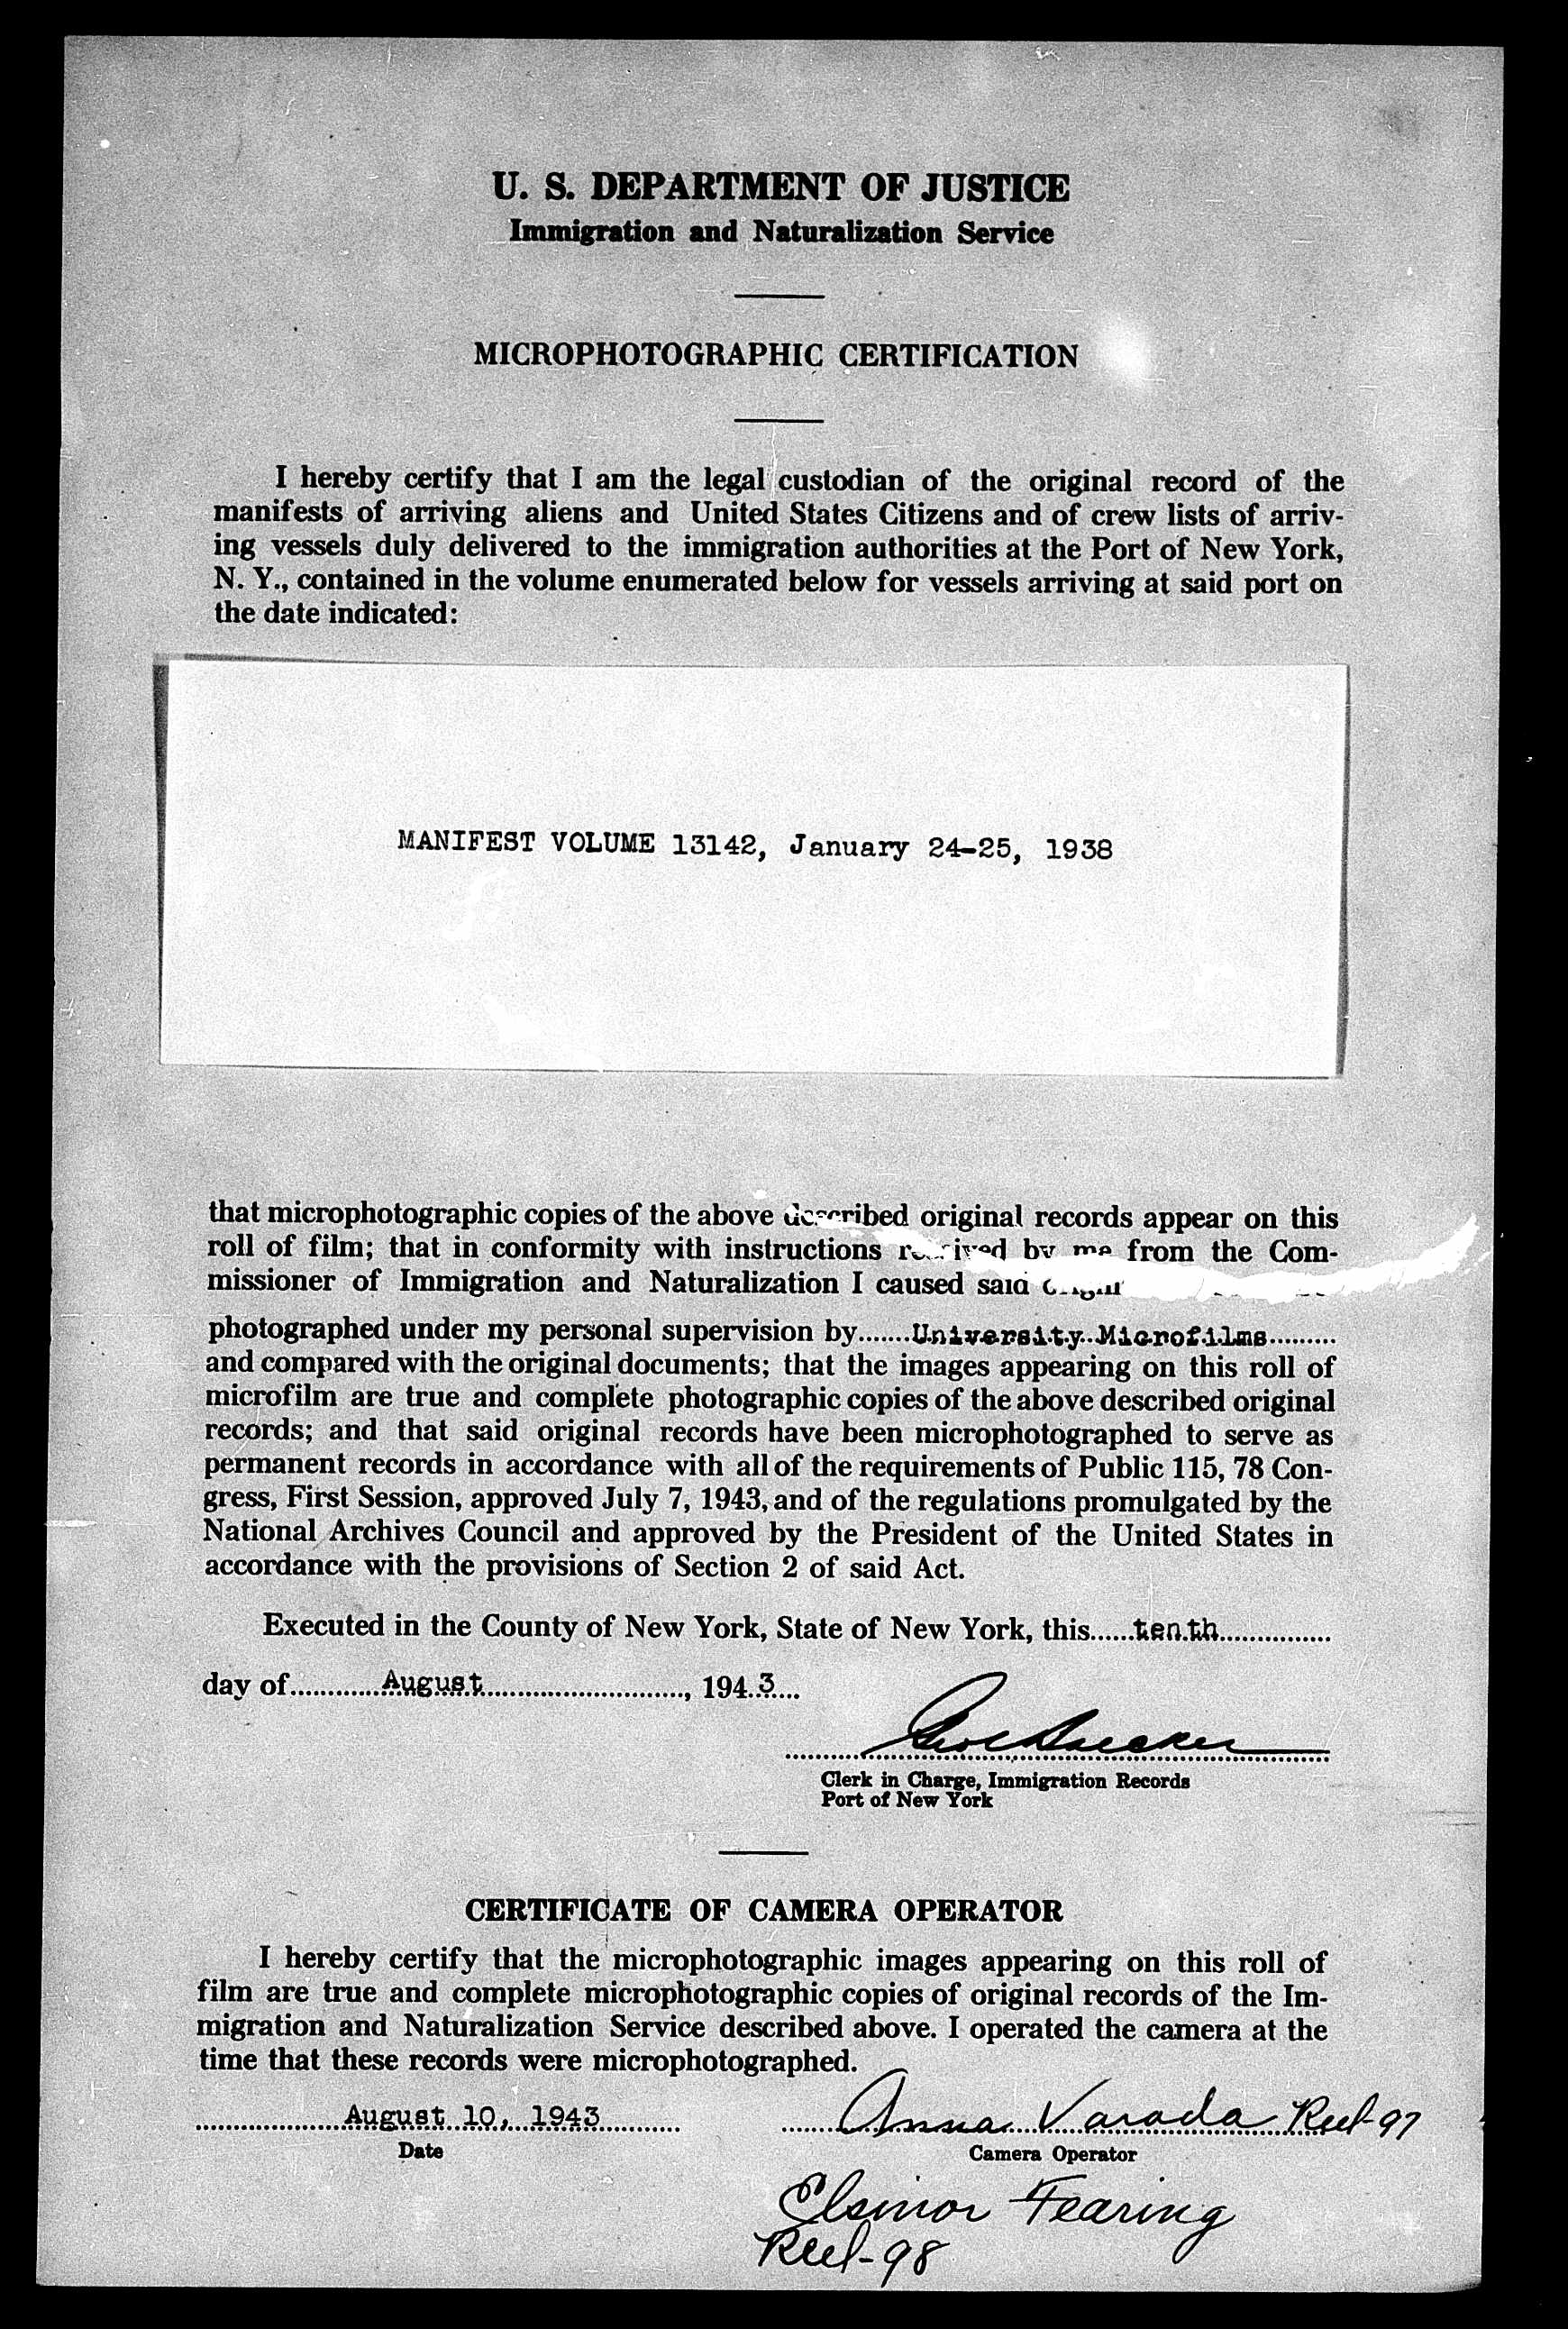 U. S. DEPARTMENT OF JUSTICE
Immigration and Naturalization Service
MICROPHOTOGRAPHIC CERTIFICATION
I hereby certify that I am the legal custodian of the original record of the
manifests of arriving aliens and United States Citizens and of crew lists of arriv-
ing vessels duly delivered to the immigration authorities at the Port of New York,
N. Y., contained in the volume enumerated below for vessels arriving at said port on
the date indicated:
MANIFEST VOLUME 13142, January 24-25, 1938
that microphotographic copies of the above described original records appear on this
roll of film; that in conformity with instructions received by me from the Com-
missioner of Immigration and Naturalization I caused said
photographed under my personal supervision by.......University Microfilms.........
and compared with the original documents; that the images appearing on this roll of
microfilm are true and complete photographic copies of the above described original
records; and that said original records have been microphotographed to serve as
permanent records in accordance with all of the requirements of Public 115, 78 Con-
gress, First Session, approved July 7, 1943, and of the regulations promulgated by the
National Archives Council and approved by the President of the United States in
accordance with the provisions of Section 2 of said Act.
Executed in the County of New York, State of New York, this......tenth...............
day of............August..........................., 194..3...
Clerk in Charge, Immigration Records
Port of New York
CERTIFICATE OF CAMERA OPERATOR
I hereby certify that the microphotographic images appearing on this roll of
film are true and complete microphotographic copies of original records of the Im-
migration and Naturalization Service described above. I operated the camera at the
time that these records were microphotographed.
August 10, 1943 Anna Varada Reel-97
Date Camera Operator
Elsinor Fearing
Reel-98